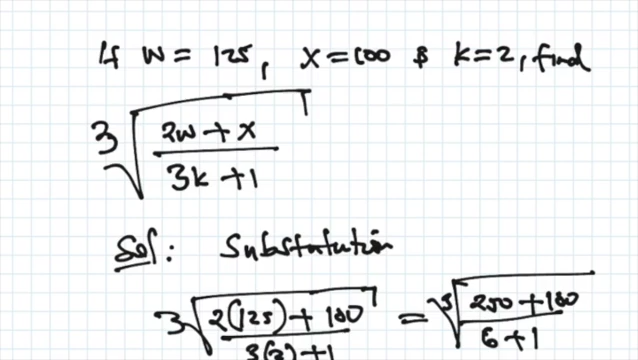 If W = 125, X = 100 & K = 2, find
3√((2W + X)/(3K + 1))
Sol: Substitution
3√((2(125) + 100)/(3(2) + 1)) = 3√((250 + 100)/(6 + 1))